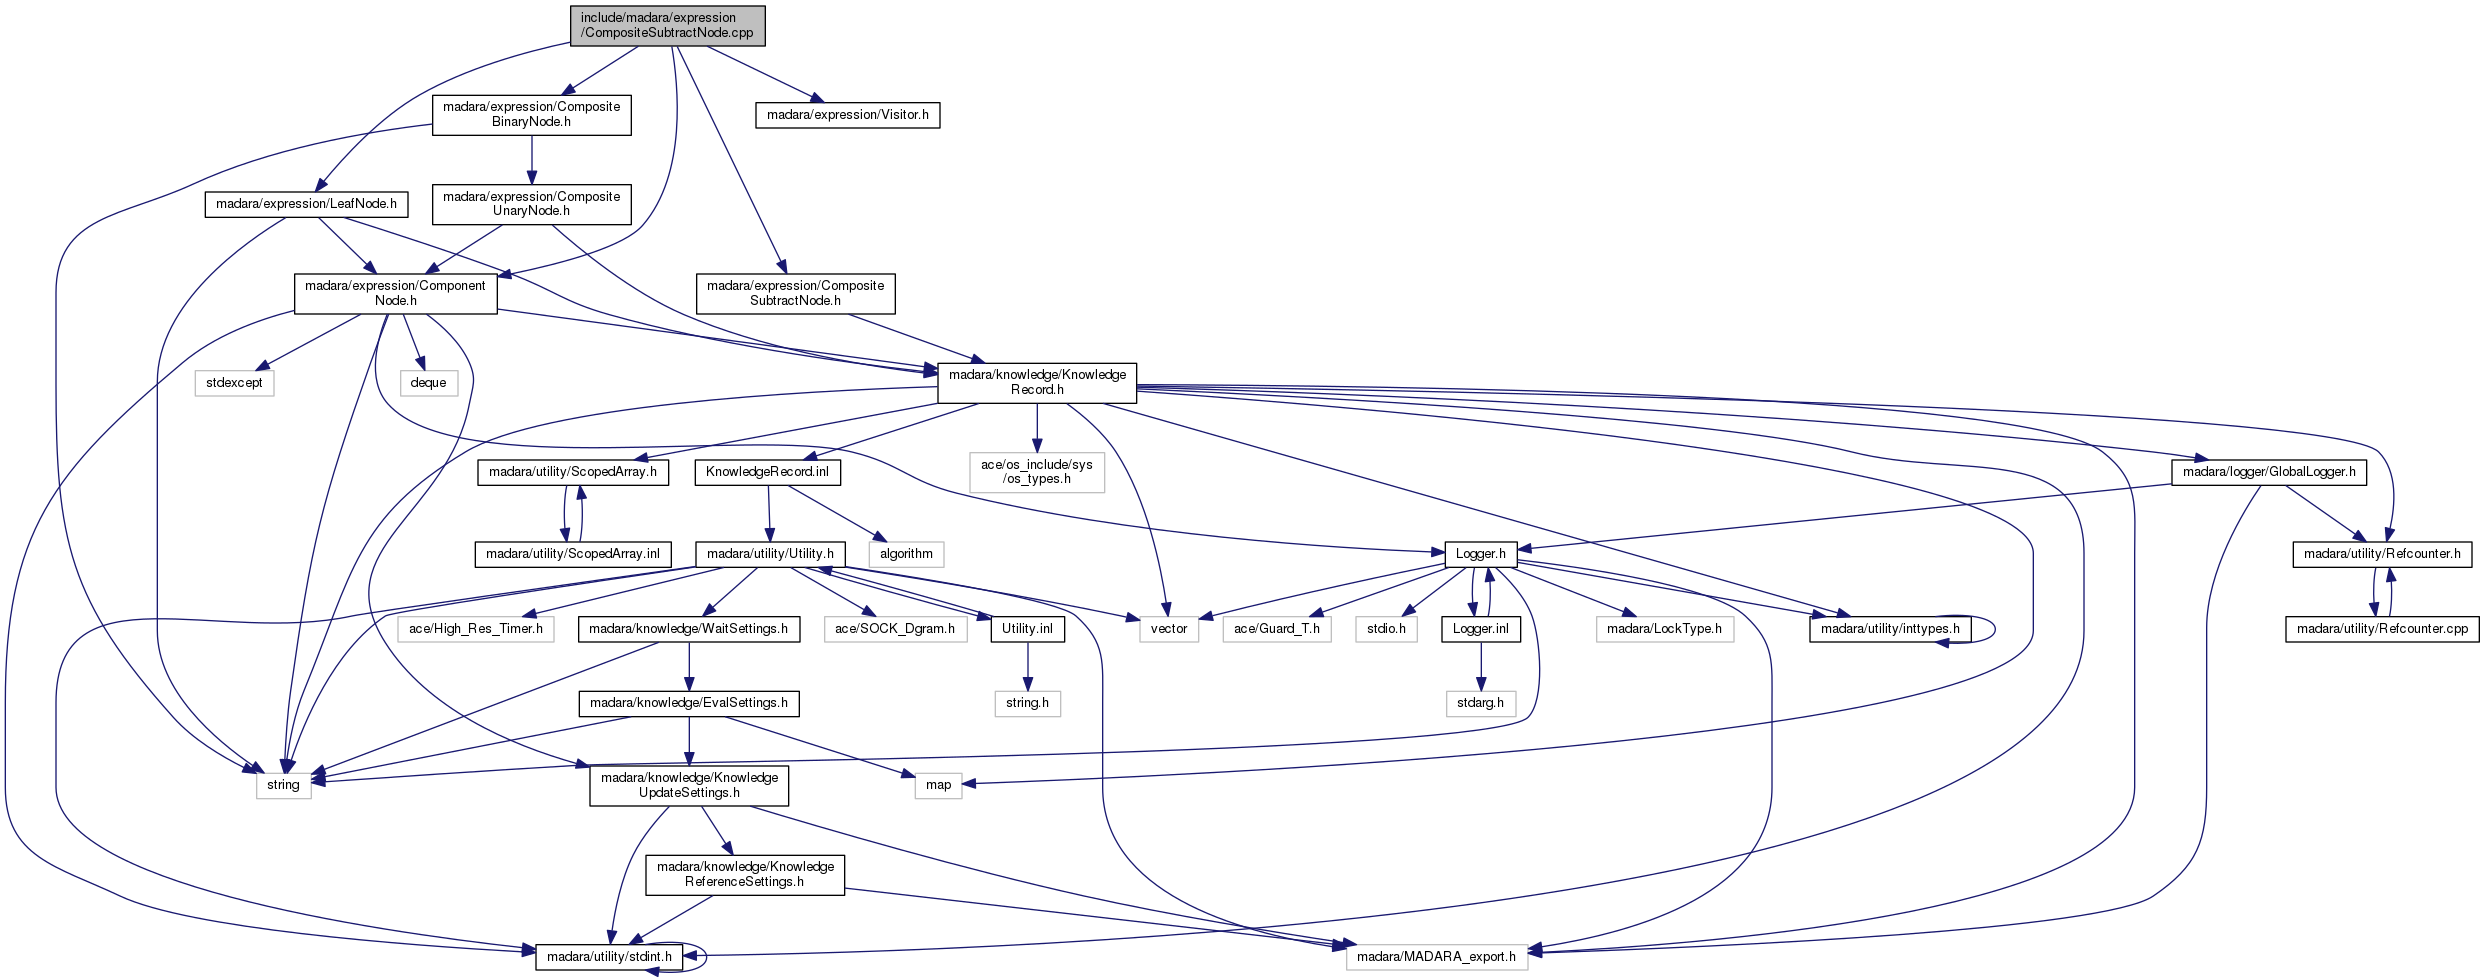 include/madara/expression
/CompositeSubtractNode.cpp
madara/expression/Composite
BinaryNode.h
madara/expression/Visitor.h
madara/expression/LeafNode.h
madara/expression/Composite
UnaryNode.h
madara/expression/Component
Node.h
madara/expression/Composite
SubtractNode.h
stdexcept
deque
madara/knowledge/Knowledge
Record.h
madara/utility/ScopedArray.h
KnowledgeRecord.inl
ace/os_include/sys
/os_types.h
madara/logger/GlobalLogger.h
madara/utility/ScopedArray.inl
madara/utility/Utility.h
algorithm
Logger.h
madara/utility/Refcounter.h
ace/High_Res_Timer.h
madara/knowledge/WaitSettings.h
ace/SOCK_Dgram.h
Utility.inl
vector
ace/Guard_T.h
stdio.h
Logger.inl
madara/LockType.h
madara/utility/inttypes.h
madara/utility/Refcounter.cpp
madara/knowledge/EvalSettings.h
string.h
stdarg.h
string
madara/knowledge/Knowledge
UpdateSettings.h
map
madara/knowledge/Knowledge
ReferenceSettings.h
madara/utility/stdint.h
madara/MADARA_export.h